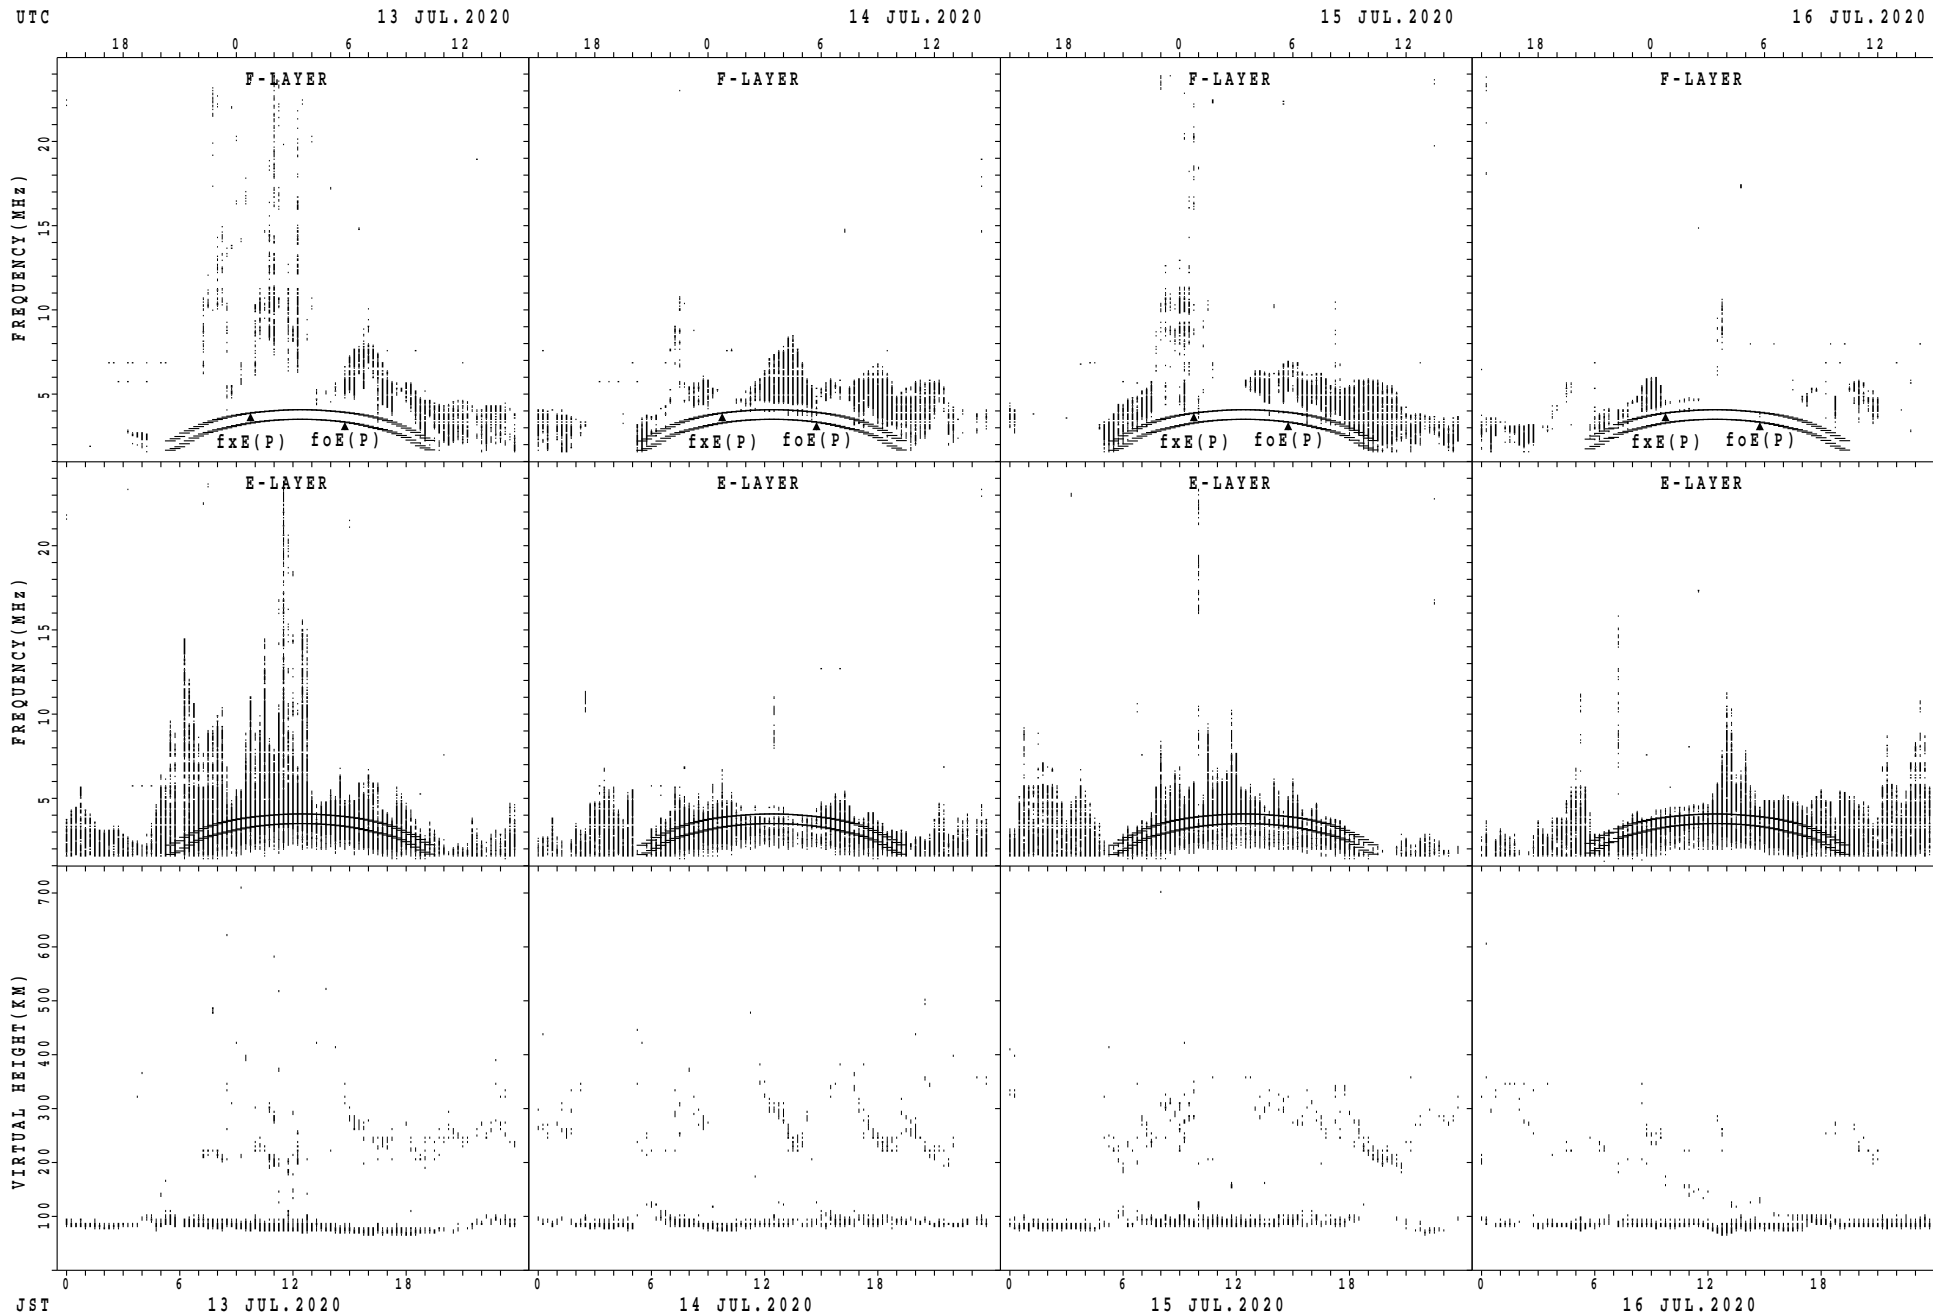 UTC 13 JUL.2020 14 JUL.2020 15 JUL.2020 16 JUL.2020
18 0 6 12 18 0 6 12 18 0 6 12 18 0 6 12
F-LAYER F-LAYER F-LAYER F-LAYER
FREQUENCY(MHz)
20
15
10
5
fxE(P) foE(P) fxE(P) foE(P) fxE(P) foE(P) fxE(P) foE(P)
E-LAYER E-LAYER E-LAYER E-LAYER
FREQUENCY(MHz)
20
15
10
5
VIRTUAL HEIGHT(KM)
700
600
500
400
300
200
100
0 6 12 18 0 6 12 18 0 6 12 18 0 6 12 18
JST 13 JUL.2020 14 JUL.2020 15 JUL.2020 16 JUL.2020